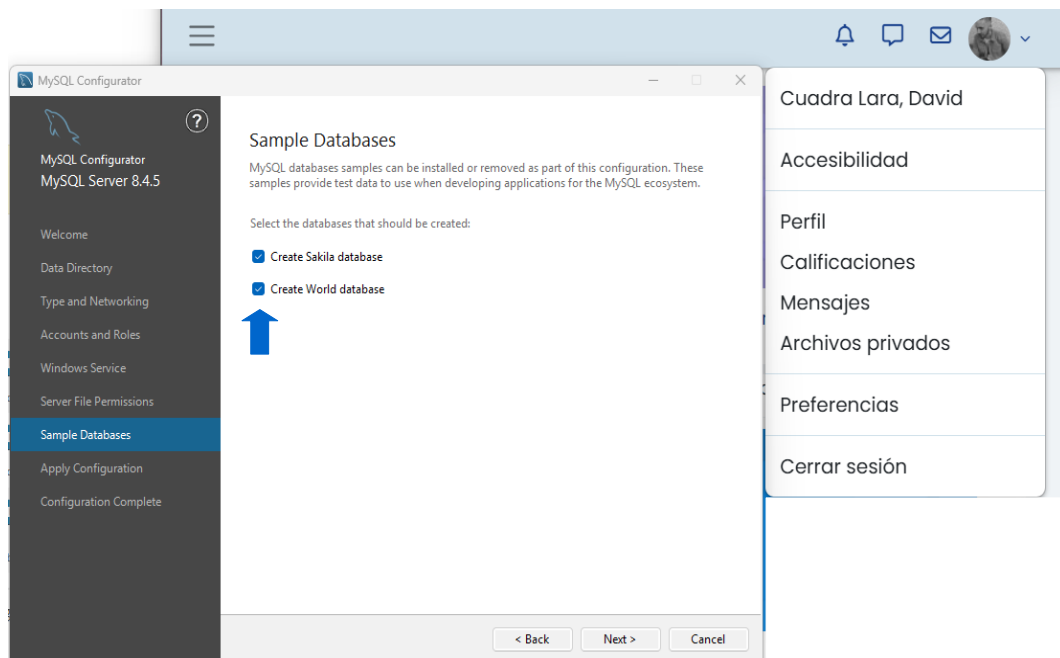 MySQL Configurator
?
MySQL Configurator
MySQL Server 8.4.5
Welcome
Data Directory
Type and Networking
Accounts and Roles
Windows Service
Server File Permissions
Sample Databases
Apply Configuration
Configuration Complete
Sample Databases
MySQL databases samples can be installed or removed as part of this configuration. These
samples provide test data to use when developing applications for the MySQL ecosystem.
Select the databases that should be created:
Create Sakila database
Create World database
< Back
Next >
Cancel
Cuadra Lara, David
Accesibilidad
Perfil
Calificaciones
Mensajes
Archivos privados
Preferencias
Cerrar sesión